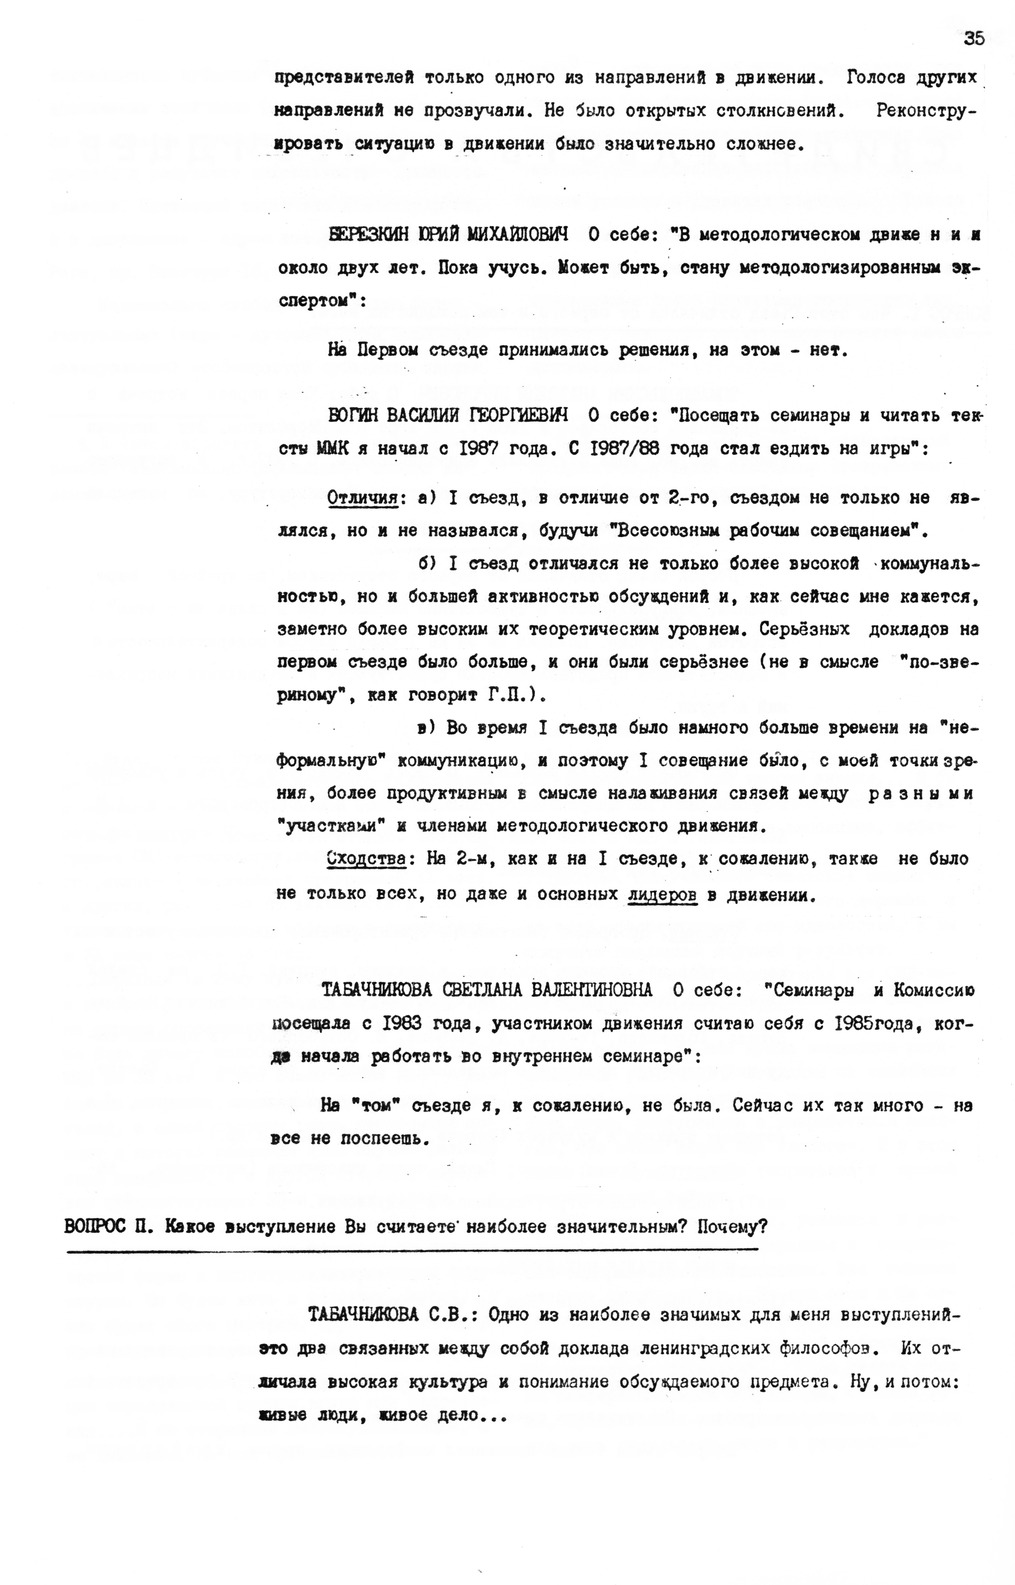 35
представителей только одного из направлений в движении. Голоса других
направлений не прозвучали. Не было открытых столкновений. Реконстру-
ировать ситуацию в движении было значительно сложнее.
БЕРЕЗКИН ЮРИЙ МИХАЙЛОВИЧ О себе: "В методологическом движе н и и
около двух лет. Пока учусь. Может быть, стану методологизированным эк-
спертом":
На Первом съезде принимались решения, на этом - нет.
ВОГИН ВАСИЛИИ ГЕОРГИЕВИЧ О себе: "Посещать семинары и читать тек-
сты ММК я начал с 1987 года. С 1987/88 года стал ездить на игры":
Отличия: а) I съезд, в отличие от 2-го, съездом не только не яв-
лялся, но и не назывался, будучи "Всесоюзным рабочим совещанием".
б) I съезд отличался не только более высокой коммуналь-
ностью, но и большей активностью обсуждений и, как сейчас мне кажется,
заметно более высоким их теоретическим уровнем. Серьёзных докладов на
первом съезде было больше, и они были серьёзнее (не в смысле "по-зве-
риному", как говорит Г.П.).
в) Во время I съезда было намного больше времени на "не-
формальную" коммуникацию, и поэтому I совещание было, с моей точки зре-
ния, более продуктивным в смысле налаживания связей между р а з н ы м и
"участками" и членами методологического движения.
Сходства: На 2-м, как и на I съезде, к сожалению, также не было
не только всех, но даже и основных лидеров в движении.
ТАБАЧНИКОВА СВЕТЛАНА ВАЛЕНТИНОВНА О себе: "Семинары и Комиссию
посещала с 1983 года, участником движения считаю себя с 1985года, ког-
да начала работать во внутреннем семинаре":
На "том" съезде я, к сожалению, не была. Сейчас их так много - на
все не поспеешь.
ВОПРОС П. Какое выступление Вы считаете наиболее значительным? Почему?
ТАБАЧНИКОВА С.В.: Одно из наиболее значимых для меня выступлений-
это два связанных между собой доклада ленинградских философов. Их от-
личала высокая культура и понимание обсуждаемого предмета. Ну, и потом:
живые люди, живое дело...